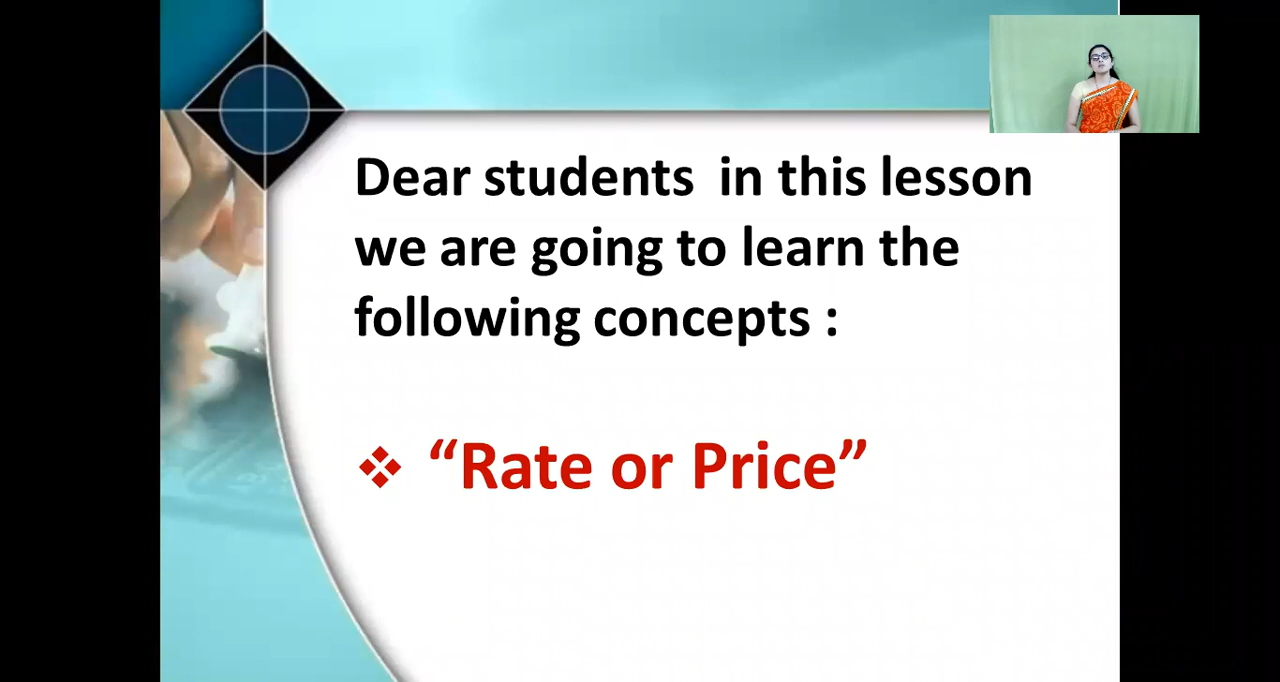 Dear students in this lesson
we are going to learn the
following concepts :
❖ “Rate or Price”